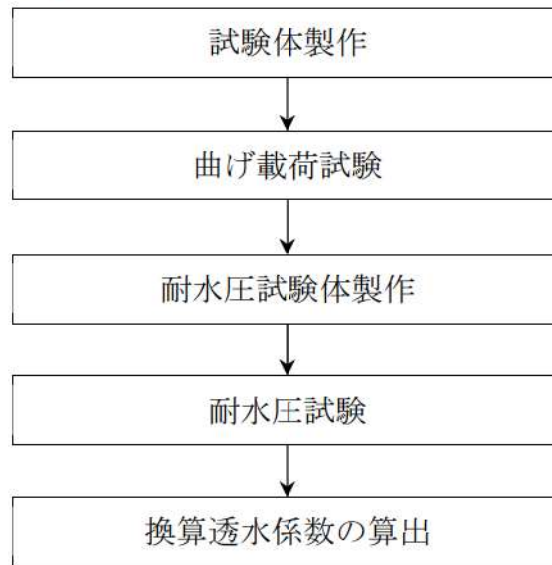 試験体製作
曲げ載荷試験
耐水圧試験体製作
耐水圧試験
換算透水係数の算出